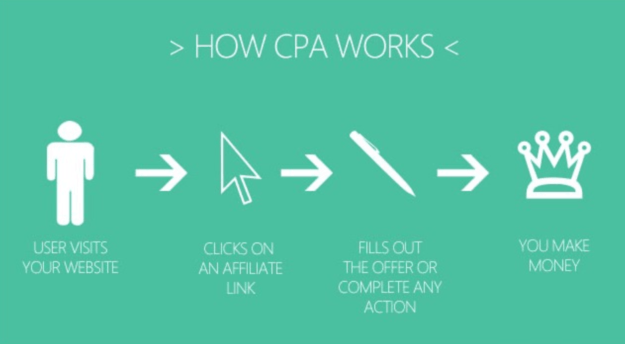 > HOW CPA WORKS <
USER VISITS
YOUR WEBSITE
CLICKS ON
AN AFFILIATE
LINK
FILLS OUT
THE OFFER OR
COMPLETE ANY
ACTION
YOU MAKE
MONEY